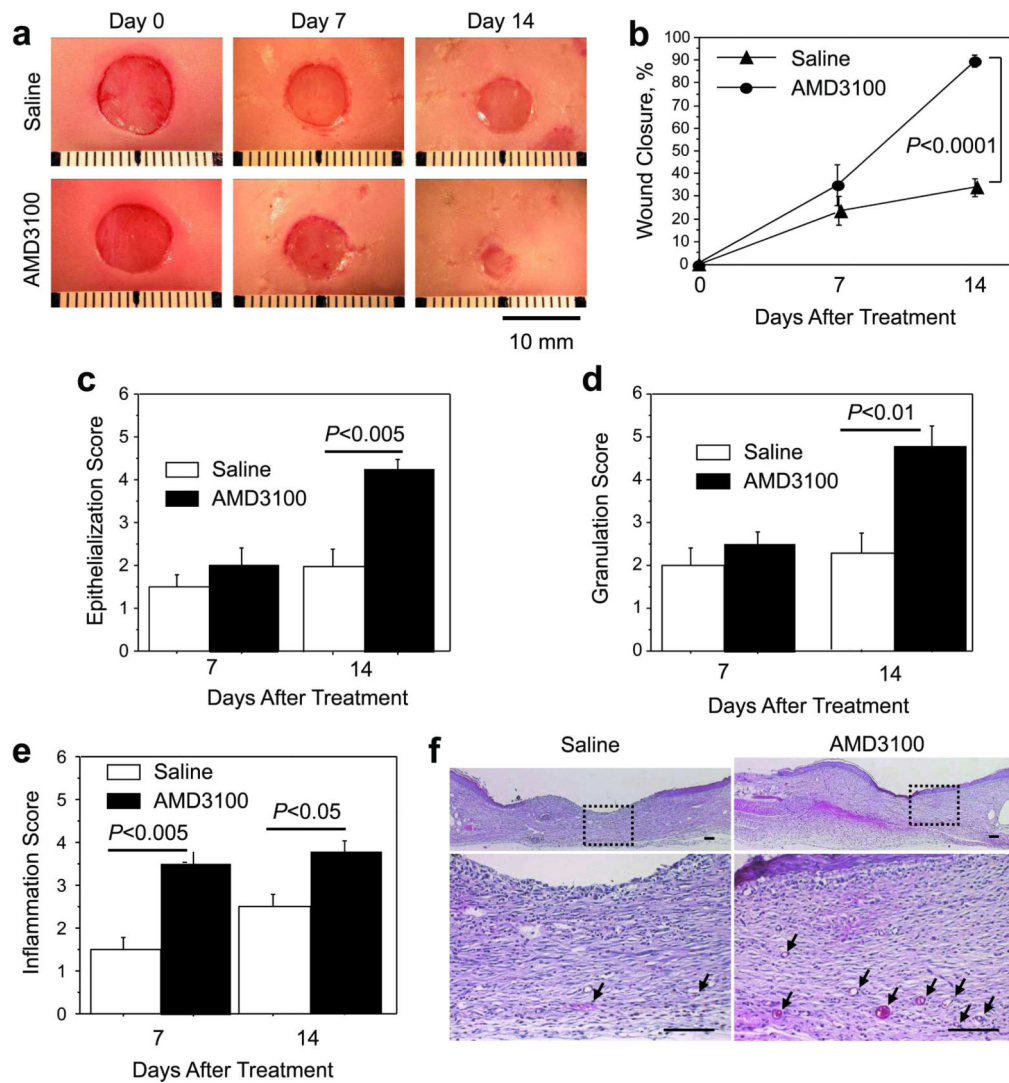 a
Day 0 Day 7 Day 14
Saline
AMD3100
10 mm
b
100
90
80
70
60
50
40
30
20
10
0
Wound Closure, %
Saline
AMD3100
P<0.0001
0 7 14
Days After Treatment
c
6
5
4
3
2
1
0
Epithelialization Score
P<0.005
Saline
AMD3100
7 14
Days After Treatment
d
6
5
4
3
2
1
0
Granulation Score
P<0.01
Saline
AMD3100
7 14
Days After Treatment
e
6
5
4
3
2
1
0
Inflammation Score
Saline
AMD3100
P<0.005
P<0.05
7 14
Days After Treatment
f
Saline AMD3100